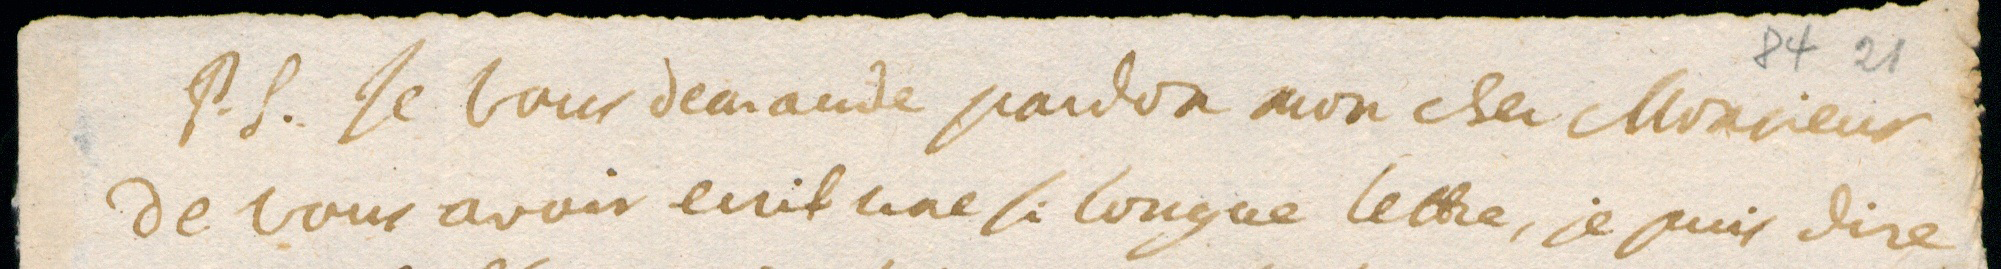 84 21
P.S. Je vous demande pardon mon cher Monsieur
de vous avoir ecrit une si longue lettre, je puis dire